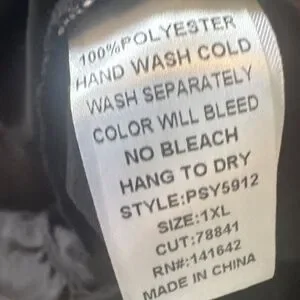 100%POLYESTER
HAND WASH COLD
WASH SEPARATELY
COLOR WILL BLEED
NO BLEACH
HANG TO DRY
STYLE:PSY5912
SIZE:1XL
CUT:78841
RN#:141642
MADE IN CHINA